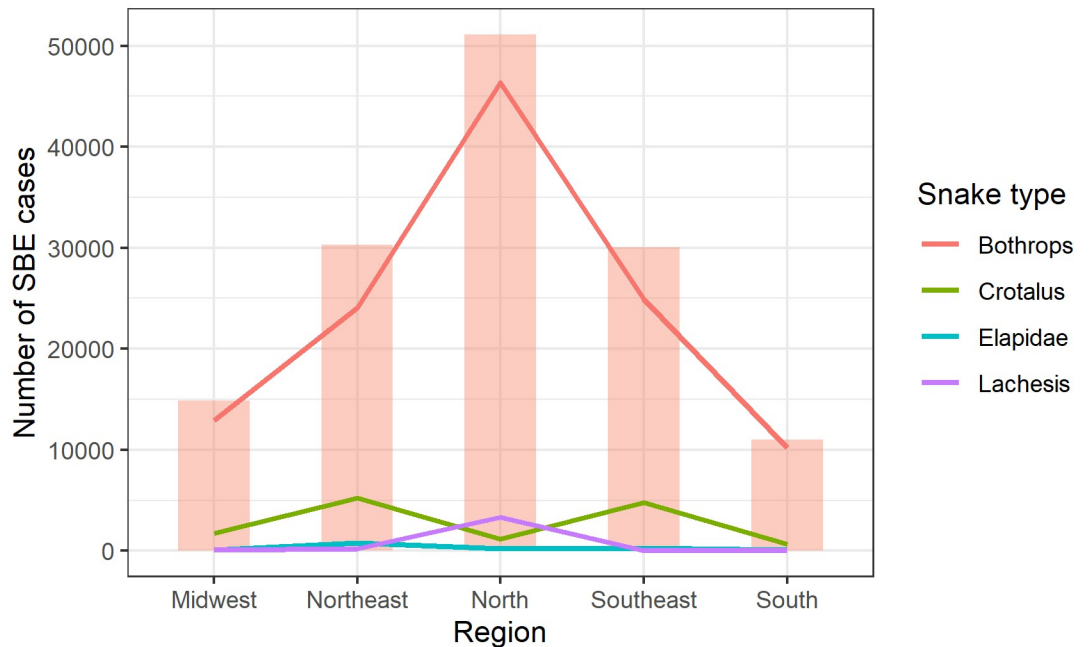 50000
40000
30000
20000
10000
0
Number of SBE cases
Midwest
Northeast
North
Southeast
South
Region
Snake type
Bothrops
Crotalus
Elapidae
Lachesis